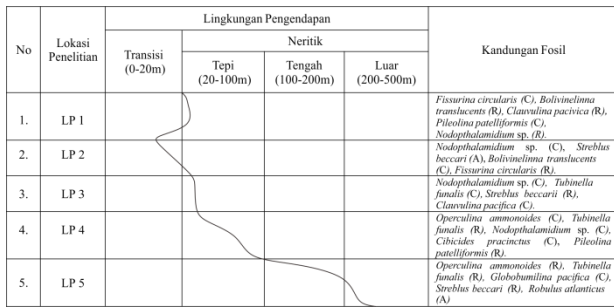 No
Lokasi
Penelitian
Lingkungan Pengendapan
Kandungan Fosil
Transisi
(0-20m)
Neritik
Tepi
(20-100m)
Tengah
(100-200m)
Luar
(200-500m)
1.
LP 1
Fissurina circularis (C), Bolivinelinna
translucents (R), Clauvulina pacivica (R),
Pileolina patelliformis (C),
Nodopthalamidium sp. (R).
2.
LP 2
Nodopthalamidium sp. (C), Streblus
beccari (A), Bolivinelinna translucents
(C), Fissurina circularis (R).
3.
LP 3
Nodopthalamidium sp. (C), Tubinella
funalis (C), Streblus beccarii (R),
Clauvulina pacifica (C).
4.
LP 4
Operculina ammonoides (C), Tubinella
funalis (R), Nodopthalamidium sp. (C),
Cibicides pracinctus (C), Pileolina
patelliformis (R).
5.
LP 5
Operculina ammonoides (R), Tubinella
funalis (R), Globobumilina pacifica (C),
Streblus beccari (R), Robulus atlanticus
(A)